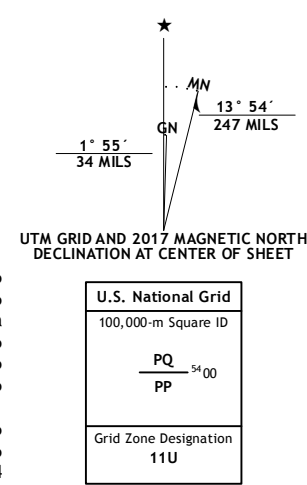 ★
MN
GN
13° 54´
247 MILS
1° 55´
34 MILS
UTM GRID AND 2017 MAGNETIC NORTH
DECLINATION AT CENTER OF SHEET
U.S. National Grid
100,000-m Square ID
PQ
5400
PP
Grid Zone Designation
11U